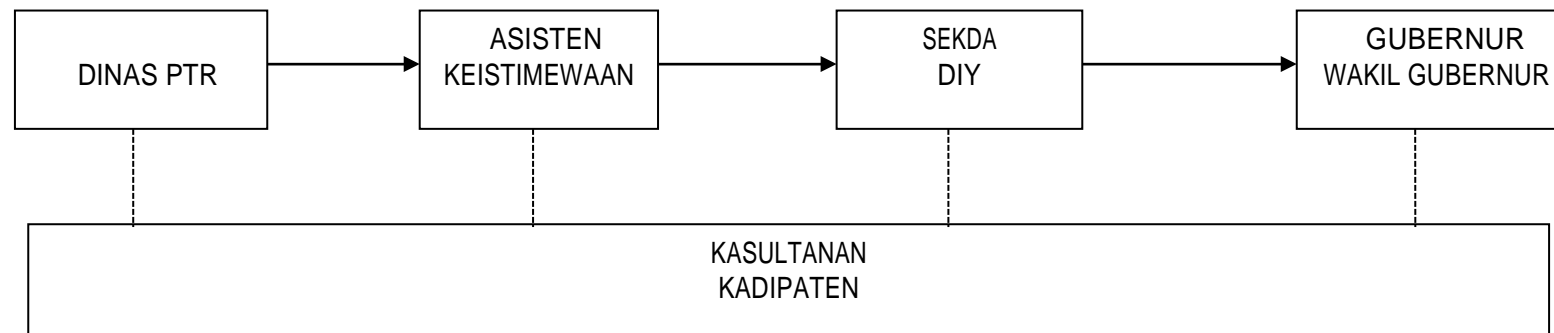 DINAS PTR
ASISTEN
KEISTIMEWAAN
SEKDA
DIY
GUBERNUR
WAKIL GUBERNUR
KASULTANAN
KADIPATEN